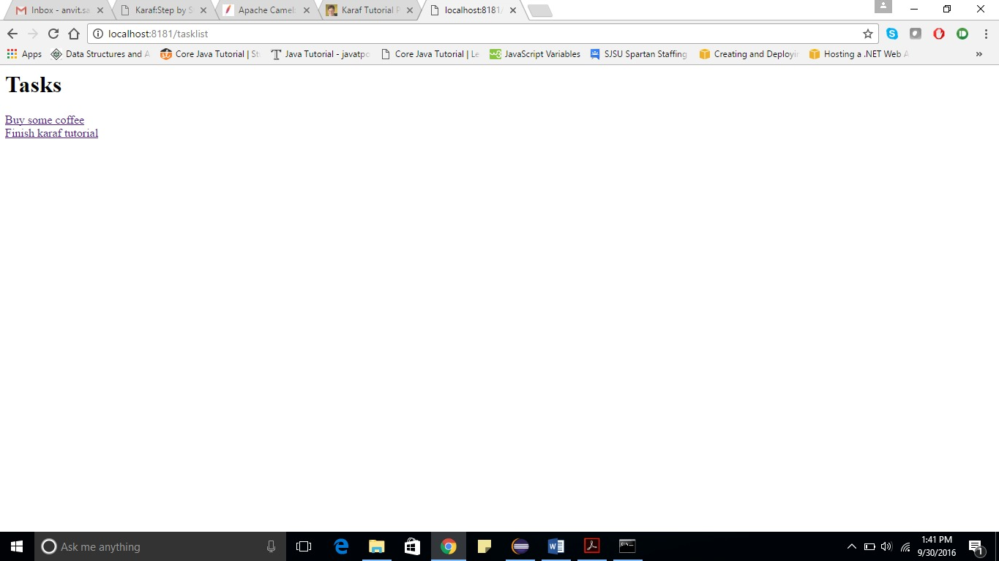 Inbox - anvit.sa
Karaf:Step by S
Apache Camel:
Karaf Tutorial P
localhost:8181/
localhost:8181/tasklist
Apps
Data Structures and A
Core Java Tutorial | St
Java Tutorial - javatpo
Core Java Tutorial | Le
JavaScript Variables
SJSU Spartan Staffing
Creating and Deployin
Hosting a .NET Web A
Tasks
Buy some coffee
Finish karaf tutorial
Ask me anything
1:41 PM
9/30/2016
1